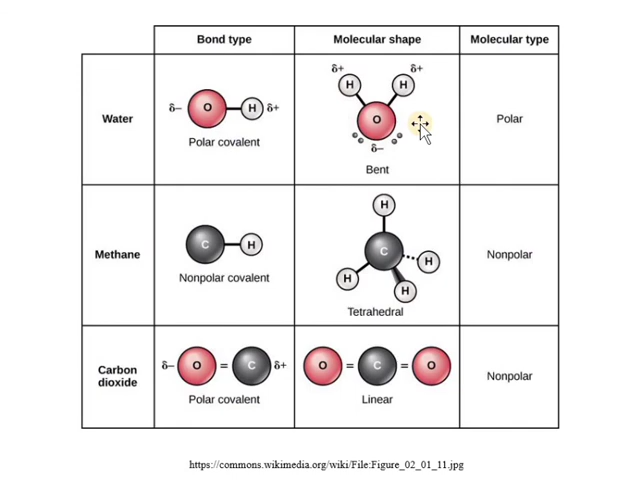 Bond type
Molecular shape
Molecular type
Water
δ− O H δ+
Polar covalent
δ+ δ+
H H
O
δ−
Bent
Polar
Methane
C H
Nonpolar covalent
H
C
H
H
H
Tetrahedral
Nonpolar
Carbon
dioxide
δ− O = C δ+
Polar covalent
O = C = O
Linear
Nonpolar
https://commons.wikimedia.org/wiki/File:Figure_02_01_11.jpg